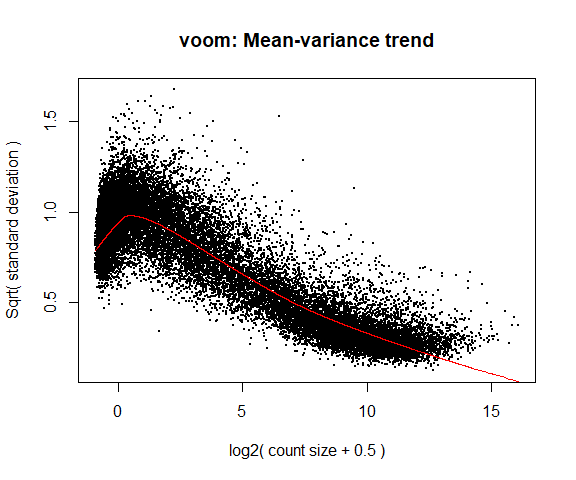 voom: Mean-variance trend
Sqrt( standard deviation )
1.5
1.0
0.5
0
5
10
15
log2( count size + 0.5 )